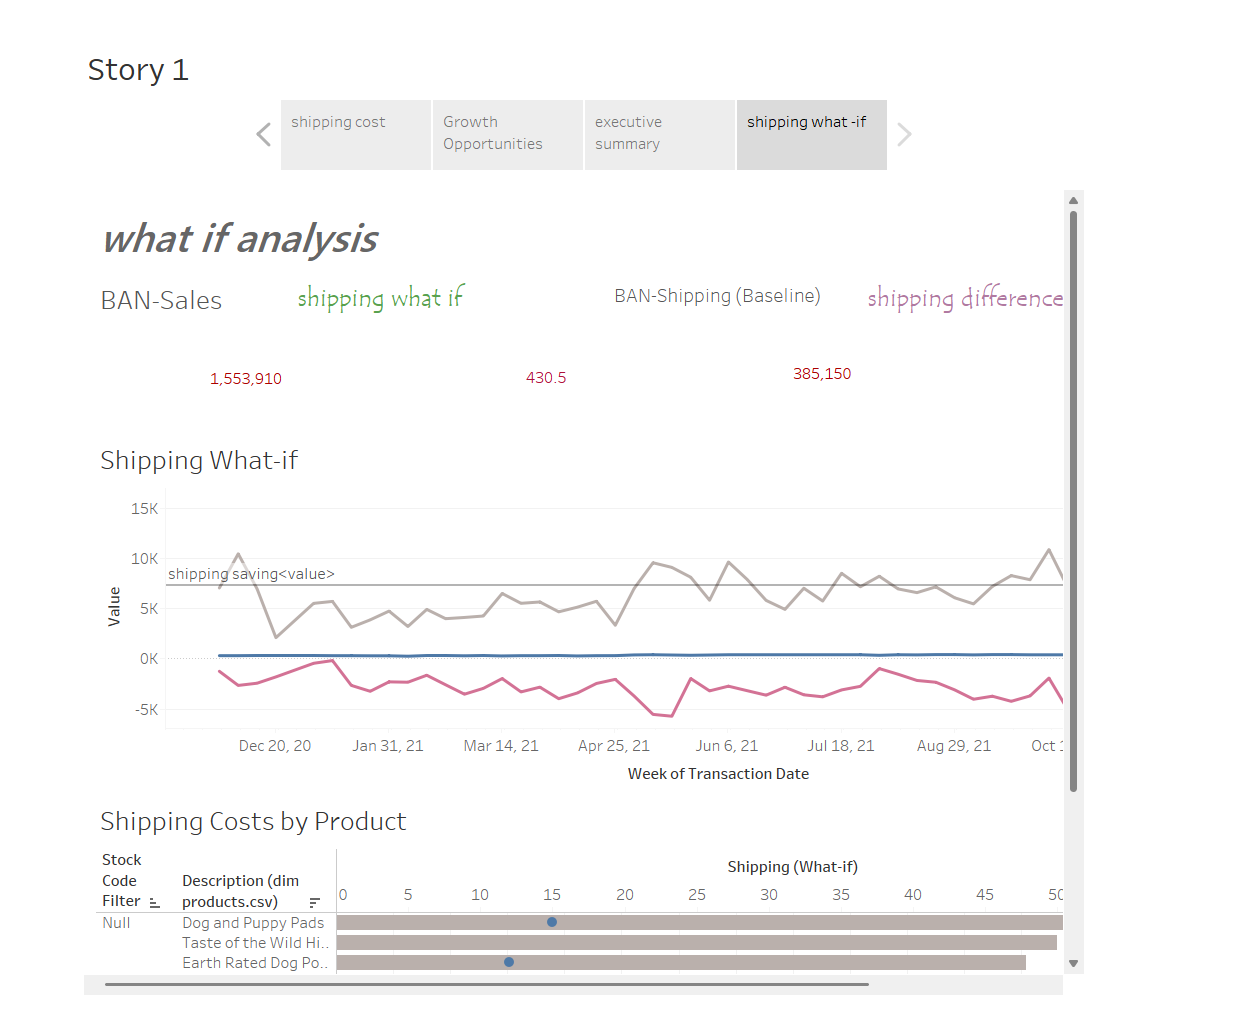 Story 1
shipping cost
Growth
Opportunities
executive
summary
shipping what -if
what if analysis
BAN-Sales
shipping what if
BAN-Shipping (Baseline)
shipping difference
1,553,910
430.5
385,150
Shipping What-if
15K
10K
shipping saving<value>
5K
0K
-5K
Value
Dec 20, 20
Jan 31, 21
Mar 14, 21
Apr 25, 21
Jun 6, 21
Jul 18, 21
Aug 29, 21
Oct 1
Week of Transaction Date
Shipping Costs by Product
Stock
Code
Filter
Description (dim
products.csv)
Shipping (What-if)
0 5 10 15 20 25 30 35 40 45 50
Null
Dog and Puppy Pads
Taste of the Wild Hi..
Earth Rated Dog Po..